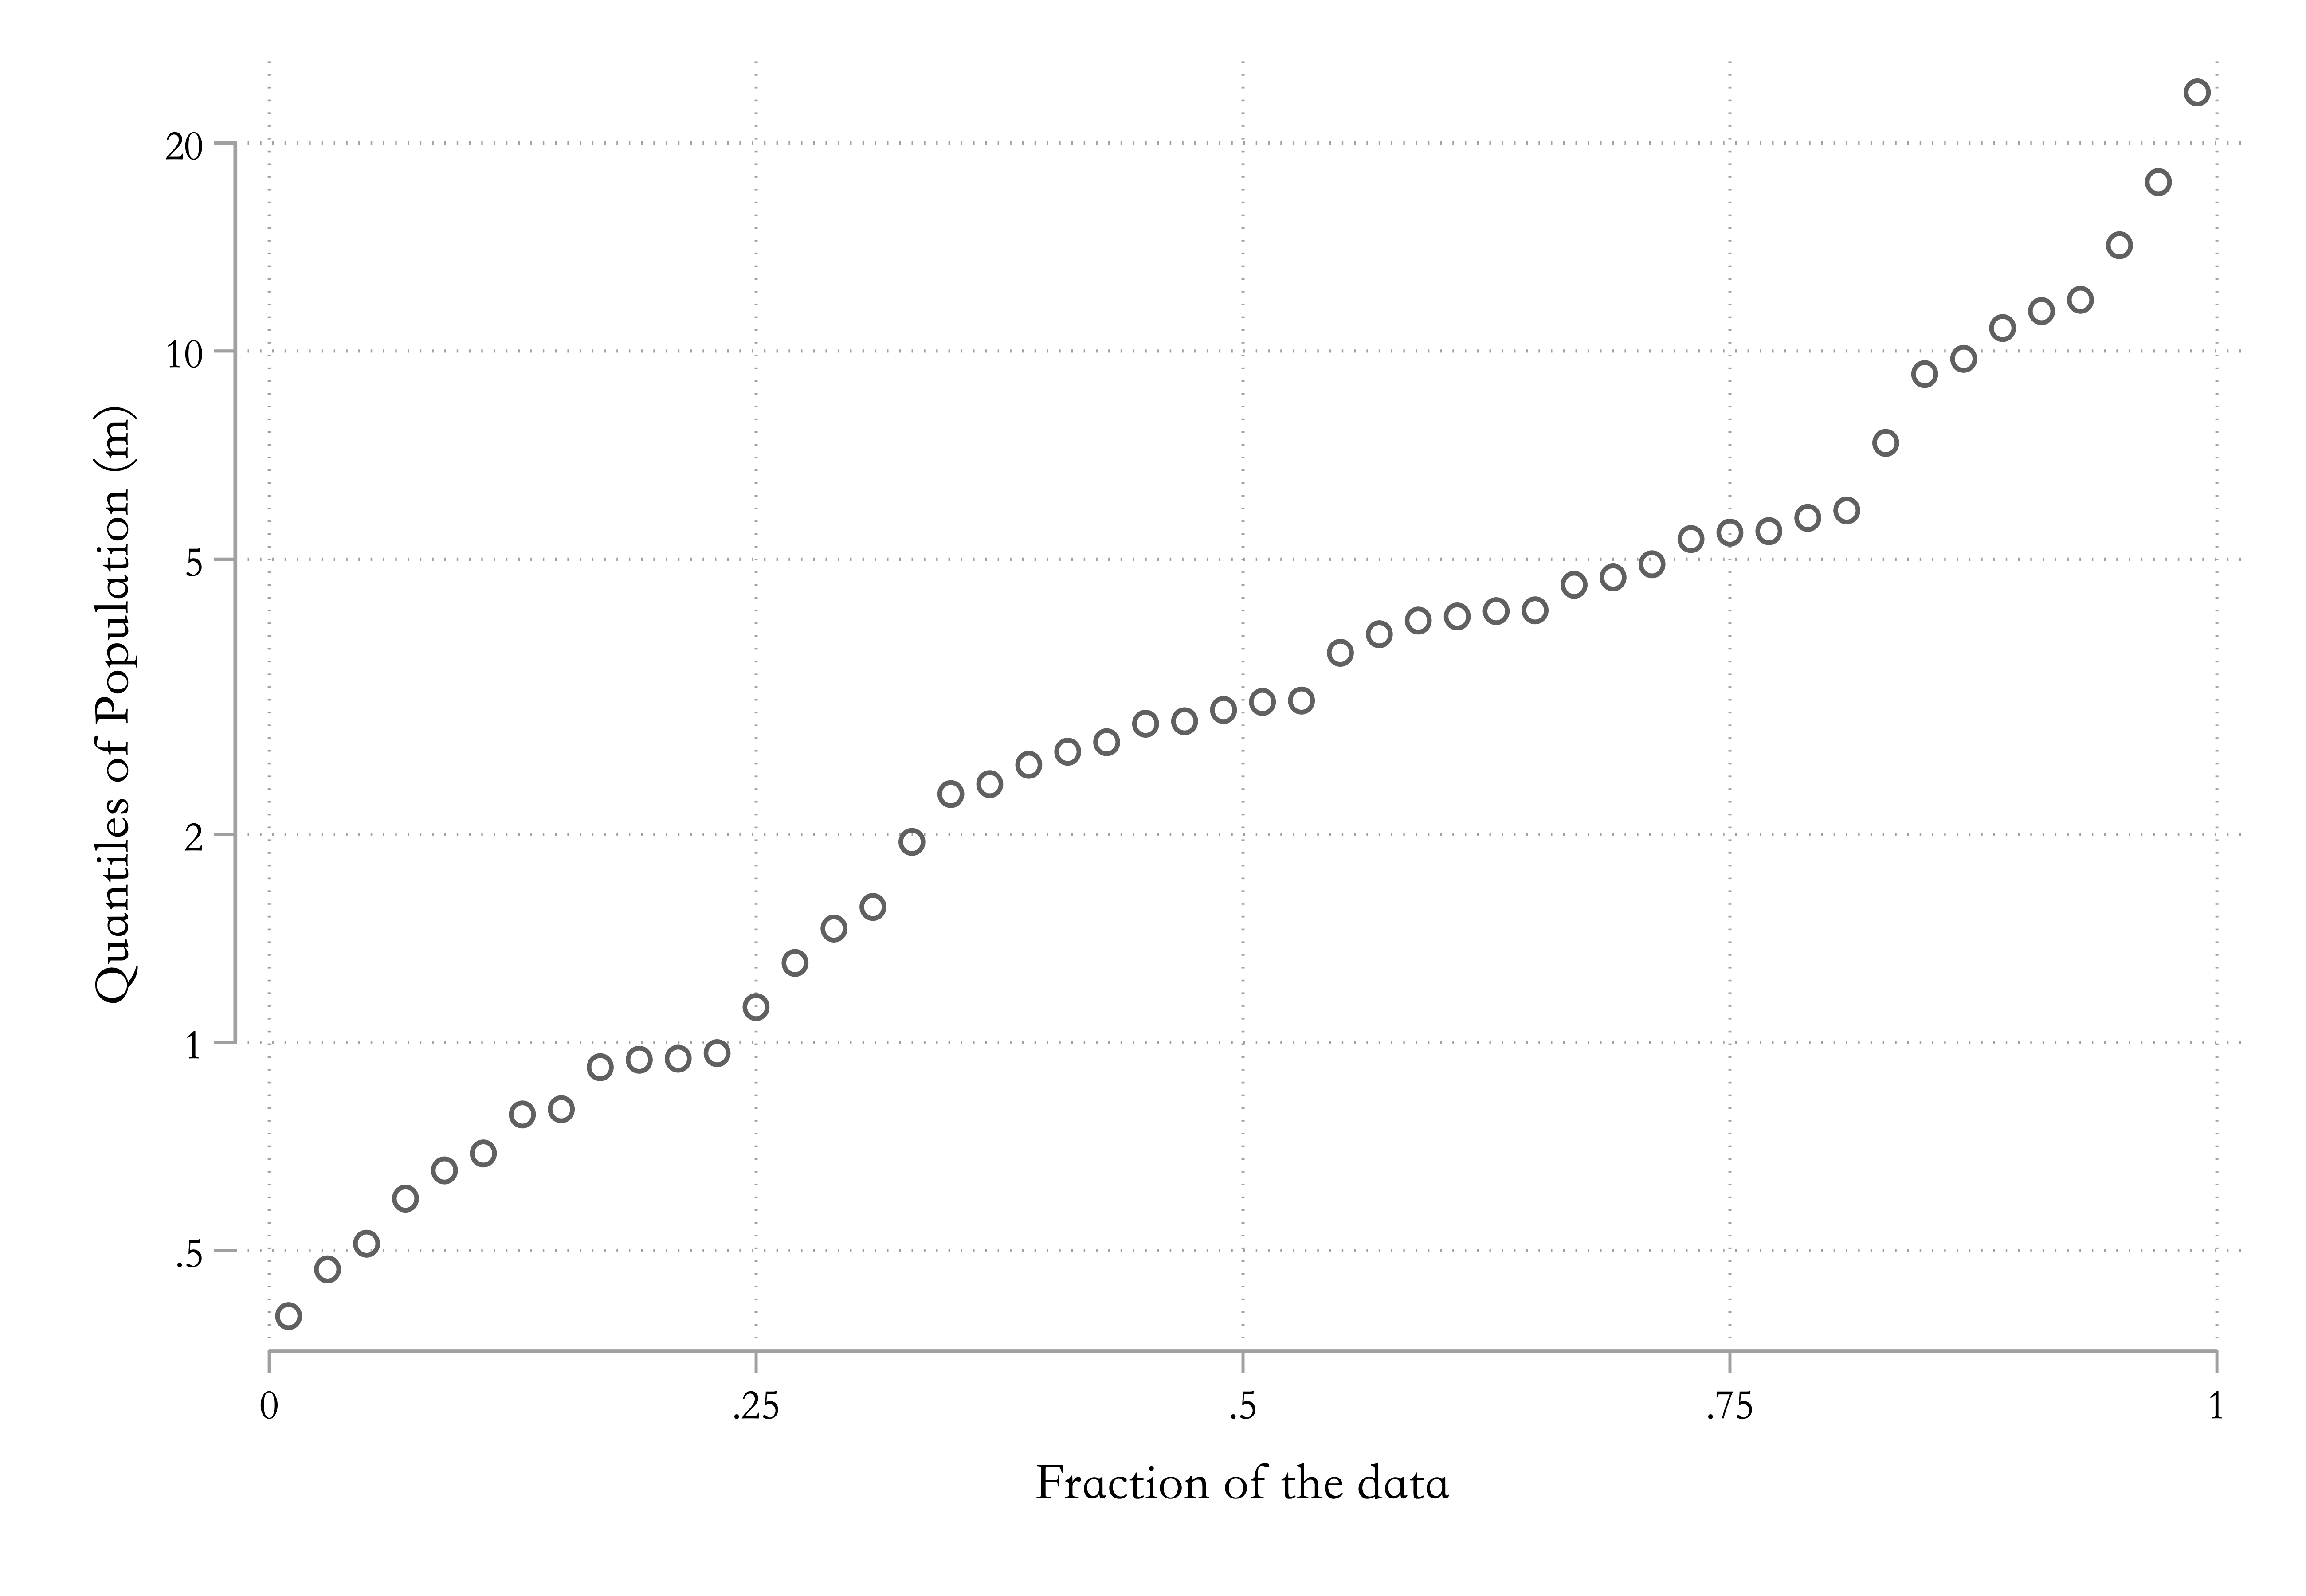 20
10
5
2
1
.5
Quantiles of Population (m)
0 .25 .5 .75 1
Fraction of the data